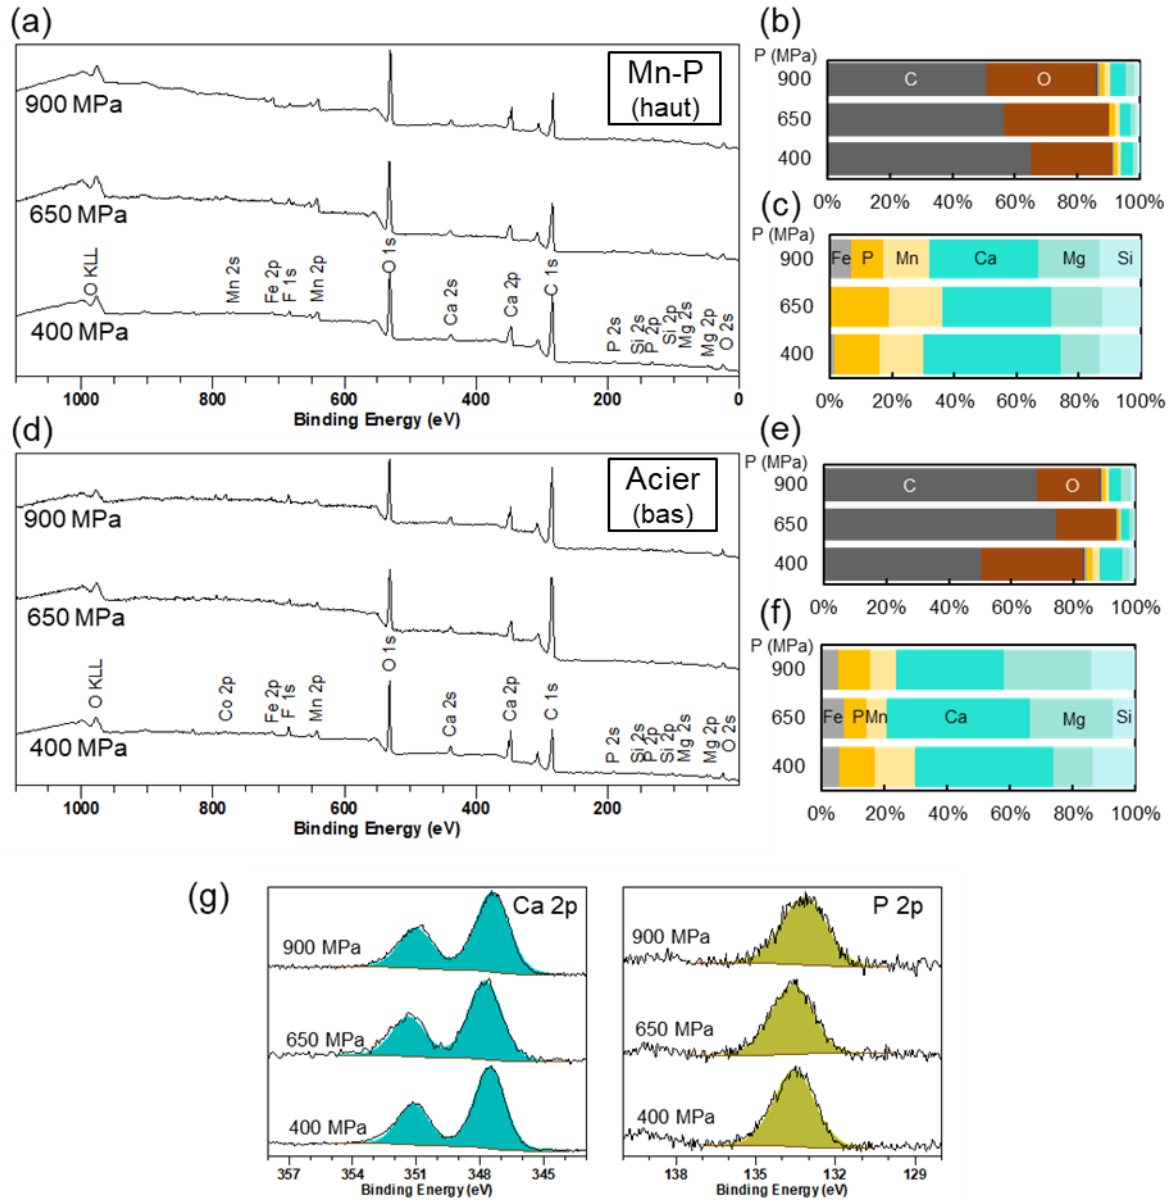 (a)
Mn-P
(haut)
900 MPa
650 MPa
400 MPa
O KLL
Mn 2s
Fe 2p
F 1s
Mn 2p
O 1s
Ca 2s
Ca 2p
C 1s
P 2s
Si 2s
P 2p
Si 2p
Mg 2s
Mg 2p
O 2s
1000 800 600 400 200 0
Binding Energy (eV)
(b)
P (MPa)
900
650
400
C O
0% 20% 40% 60% 80% 100%
(c)
P (MPa)
900
650
400
Fe P Mn Ca Mg Si
0% 20% 40% 60% 80% 100%
(d)
Acier
(bas)
900 MPa
650 MPa
400 MPa
O KLL
Co 2p
Fe 2p
F 1s
Mn 2p
O 1s
Ca 2s
Ca 2p
C 1s
P 2s
Si 2s
P 2p
Si 2p
Mg 2s
Mg 2p
O 2s
1000 800 600 400 200 0
Binding Energy (eV)
(e)
P (MPa)
900
650
400
C O
0% 20% 40% 60% 80% 100%
(f)
P (MPa)
900
650
400
Fe P Mn Ca Mg Si
0% 20% 40% 60% 80% 100%
(g)
Ca 2p
900 MPa
650 MPa
400 MPa
357 354 351 348 345
Binding Energy (eV)
P 2p
900 MPa
650 MPa
400 MPa
138 135 132 129
Binding Energy (eV)